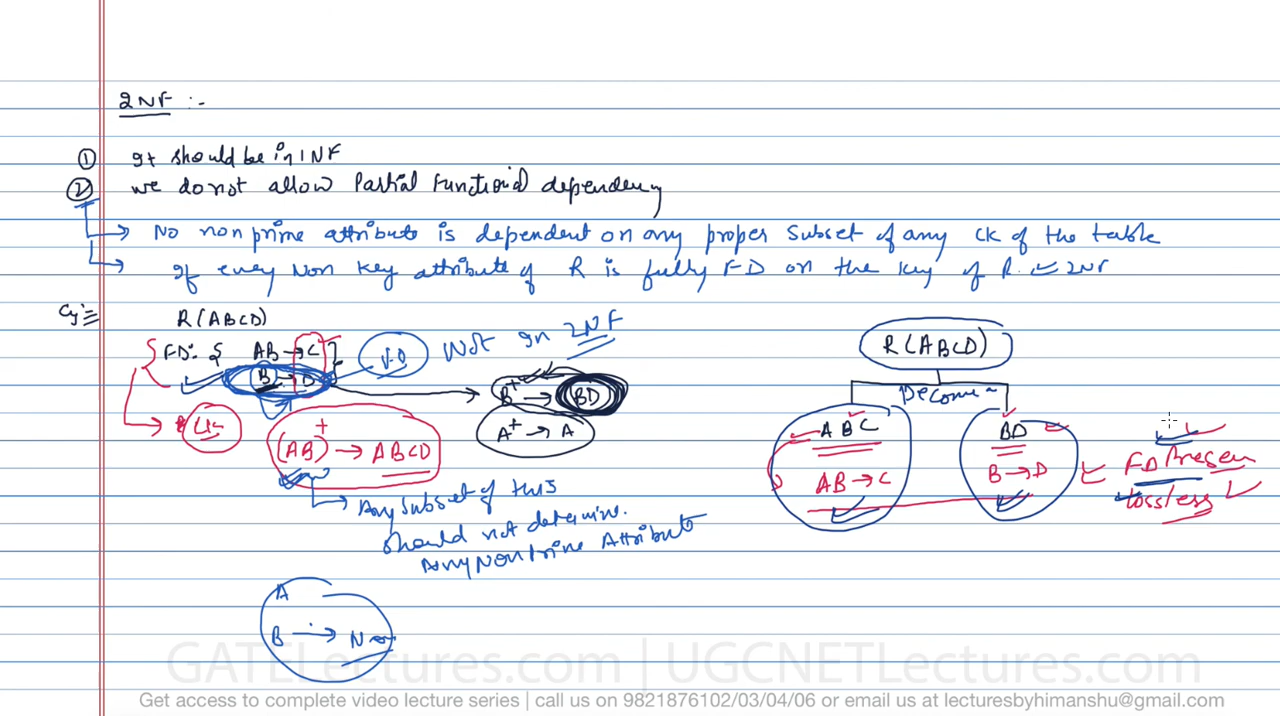 2NF :-
① It should be in 1NF
② we do not allow Partial Functional dependency
→ No non prime attribute is dependent on any proper subset of any CK of the table
→ If every Non Key attribute of R is fully FD on the key of R. 2NF
Eg:=
R(ABCD)
FD: { AB → C }
B → D
P.D
Not in 2NF
B+ → BD
A+ → A
CK
(AB)+ → ABCD
→ Any subset of this
should not determine
Any Non Prime Attribute
A
B → Non
R(ABCD)
ABC
AB → C
BD
B → D
lossless
GATELectures.com | UGCNETLectures.com
Get access to complete video lecture series | call us on 9821876102/03/04/06 or email us at lecturesbyhimanshu@gmail.com